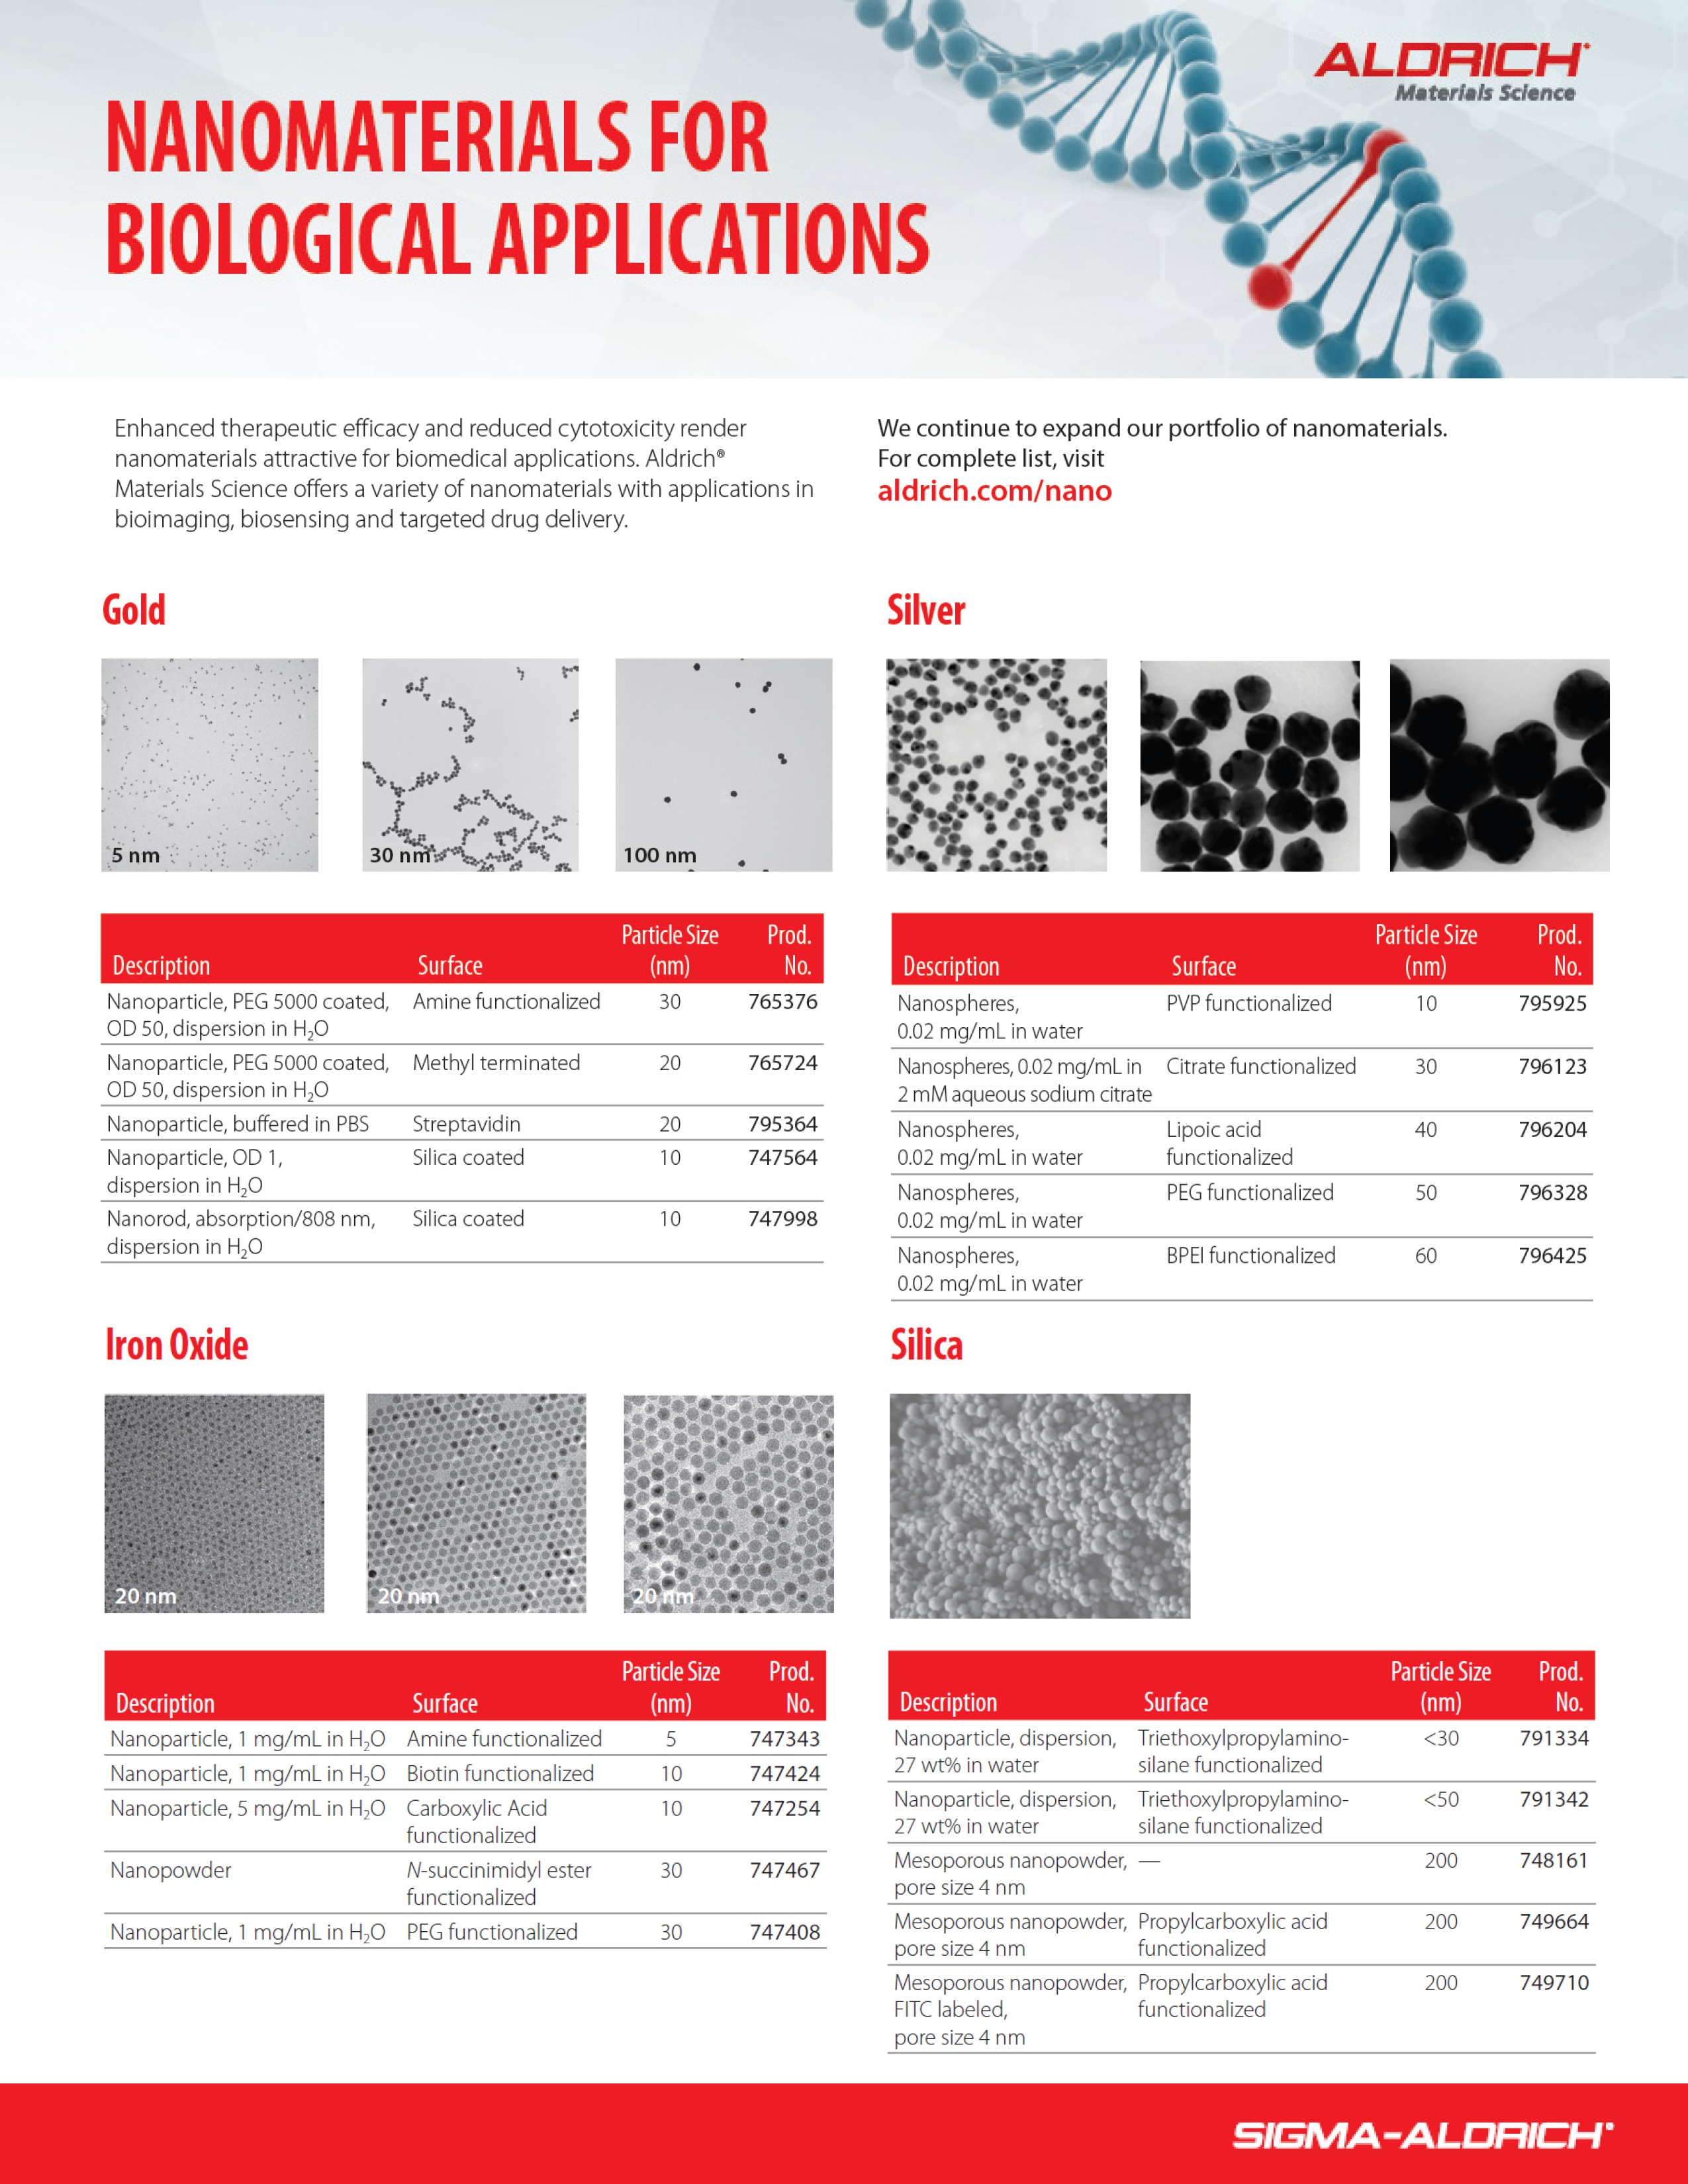 ALDRICH®
Materials Science
NANOMATERIALS FOR
BIOLOGICAL APPLICATIONS
Enhanced therapeutic efficacy and reduced cytotoxicity render
nanomaterials attractive for biomedical applications. Aldrich®
Materials Science offers a variety of nanomaterials with applications in
bioimaging, biosensing and targeted drug delivery.
We continue to expand our portfolio of nanomaterials.
For complete list, visit
aldrich.com/nano
Gold
5 nm
30 nm
100 nm
Description Surface Particle Size (nm) Prod. No.
Nanoparticle, PEG 5000 coated, Amine functionalized 30 765376
OD 50, dispersion in H₂O
Nanoparticle, PEG 5000 coated, Methyl terminated 20 765724
OD 50, dispersion in H₂O
Nanoparticle, buffered in PBS Streptavidin 20 795364
Nanoparticle, OD 1, Silica coated 10 747564
dispersion in H₂O
Nanorod, absorption/808 nm, Silica coated 10 747998
dispersion in H₂O
Silver
Description Surface Particle Size (nm) Prod. No.
Nanospheres, PVP functionalized 10 795925
0.02 mg/mL in water
Nanospheres, 0.02 mg/mL in Citrate functionalized 30 796123
2 mM aqueous sodium citrate
Nanospheres, Lipoic acid 40 796204
0.02 mg/mL in water functionalized
Nanospheres, PEG functionalized 50 796328
0.02 mg/mL in water
Nanospheres, BPEI functionalized 60 796425
0.02 mg/mL in water
Iron Oxide
20 nm
20 nm
20 nm
Description Surface Particle Size (nm) Prod. No.
Nanoparticle, 1 mg/mL in H₂O Amine functionalized 5 747343
Nanoparticle, 1 mg/mL in H₂O Biotin functionalized 10 747424
Nanoparticle, 5 mg/mL in H₂O Carboxylic Acid 10 747254
functionalized
Nanopowder N-succinimidyl ester 30 747467
functionalized
Nanoparticle, 1 mg/mL in H₂O PEG functionalized 30 747408
Silica
Description Surface Particle Size (nm) Prod. No.
Nanoparticle, dispersion, Triethoxylpropylamino- <30 791334
27 wt% in water silane functionalized
Nanoparticle, dispersion, Triethoxylpropylamino- <50 791342
27 wt% in water silane functionalized
Mesoporous nanopowder, — 200 748161
pore size 4 nm
Mesoporous nanopowder, Propylcarboxylic acid 200 749664
pore size 4 nm functionalized
Mesoporous nanopowder, Propylcarboxylic acid 200 749710
FITC labeled, functionalized
pore size 4 nm
SIGMA-ALDRICH®